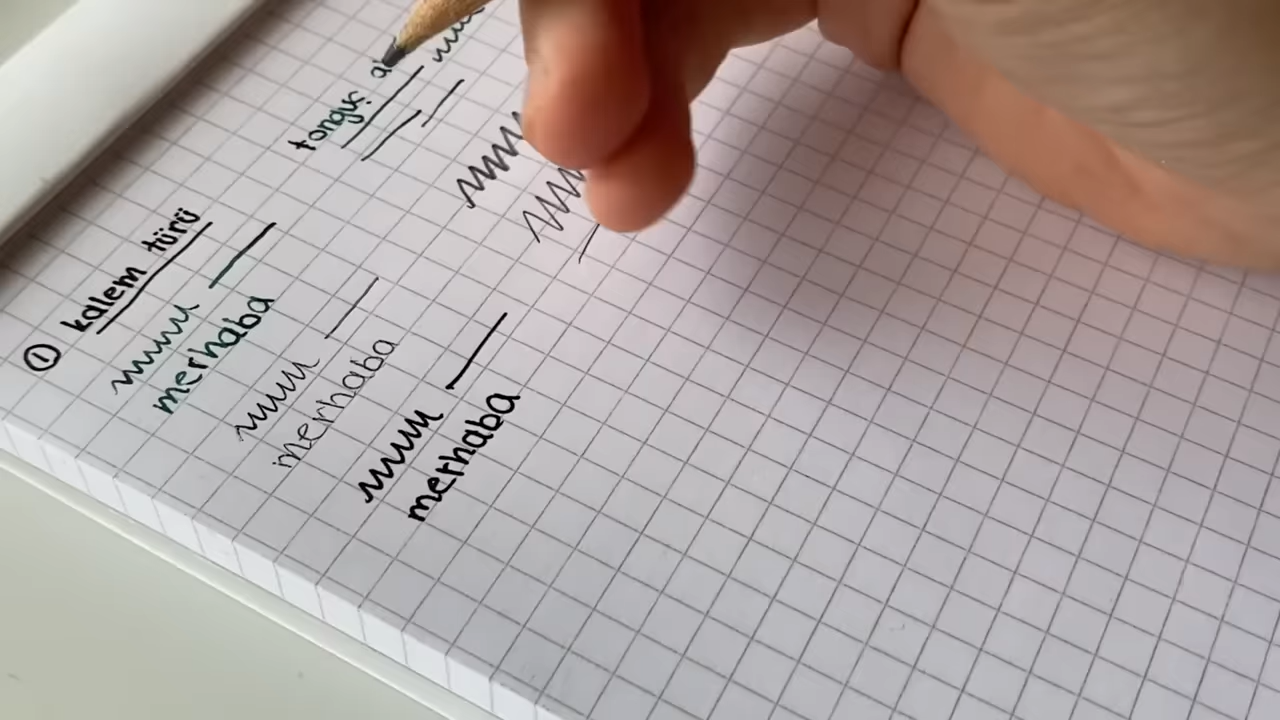 ① kalem türü
merhaba
merhaba
merhaba
tonguç